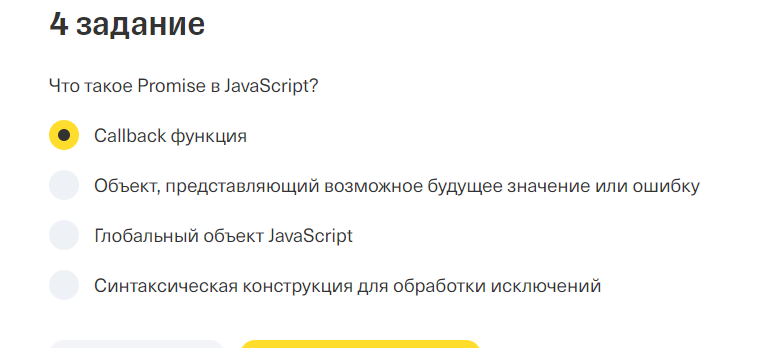 4 задание
Что такое Promise в JavaScript?
Callback функция
Объект, представляющий возможное будущее значение или ошибку
Глобальный объект JavaScript
Синтаксическая конструкция для обработки исключений